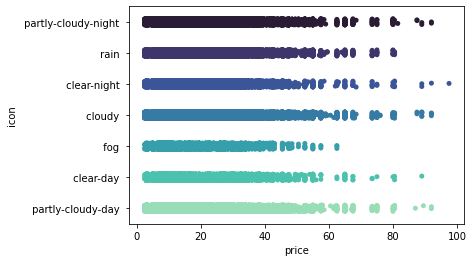 partly-cloudy-night
rain
clear-night
cloudy
fog
clear-day
partly-cloudy-day
icon
0 20 40 60 80 100
price